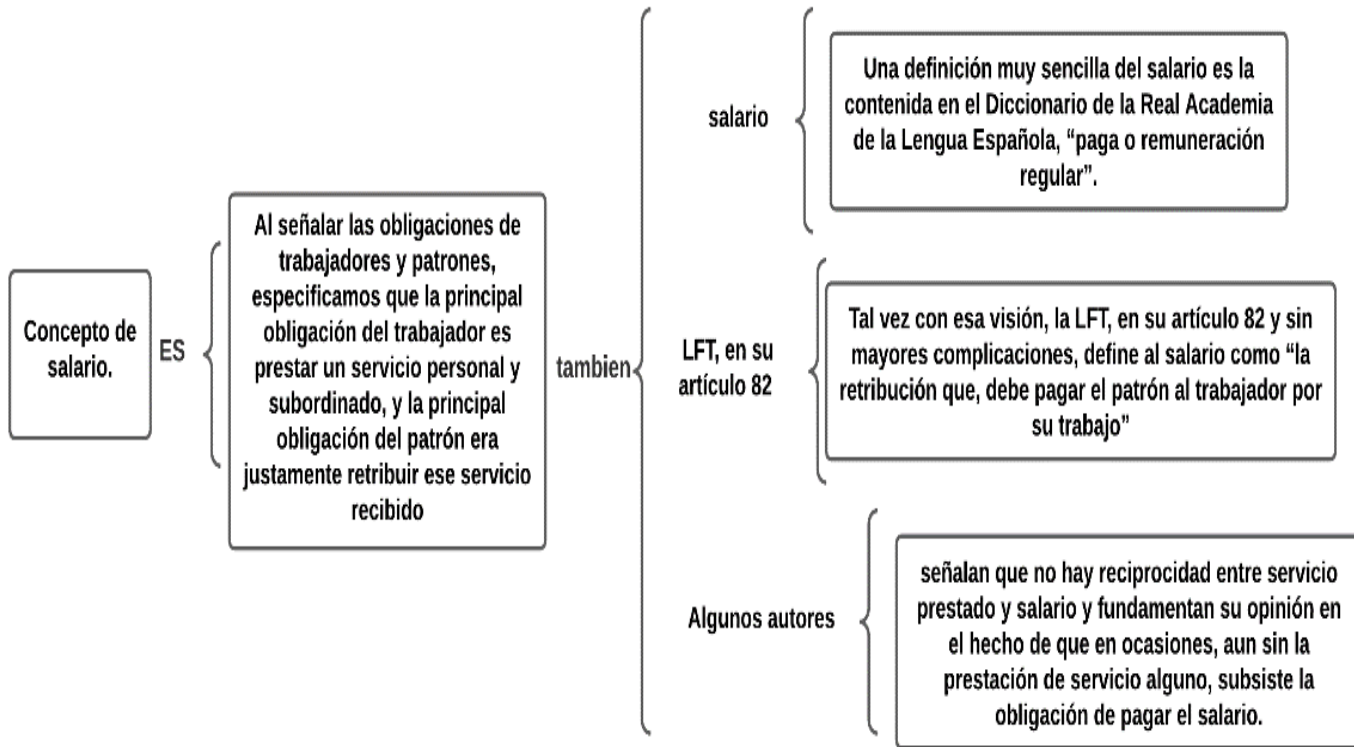 Concepto de
salario.
ES
Al señalar las obligaciones de
trabajadores y patrones,
especificamos que la principal
obligación del trabajador es
prestar un servicio personal y
subordinado, y la principal
obligación del patrón era
justamente retribuir ese servicio
recibido
tambien
salario
Una definición muy sencilla del salario es la
contenida en el Diccionario de la Real Academia
de la Lengua Española, “paga o remuneración
regular”.
LFT, en su
artículo 82
Tal vez con esa visión, la LFT, en su artículo 82 y sin
mayores complicaciones, define al salario como “la
retribución que, debe pagar el patrón al trabajador por
su trabajo”
Algunos autores
señalan que no hay reciprocidad entre servicio
prestado y salario y fundamentan su opinión en
el hecho de que en ocasiones, aun sin la
prestación de servicio alguno, subsiste la
obligación de pagar el salario.